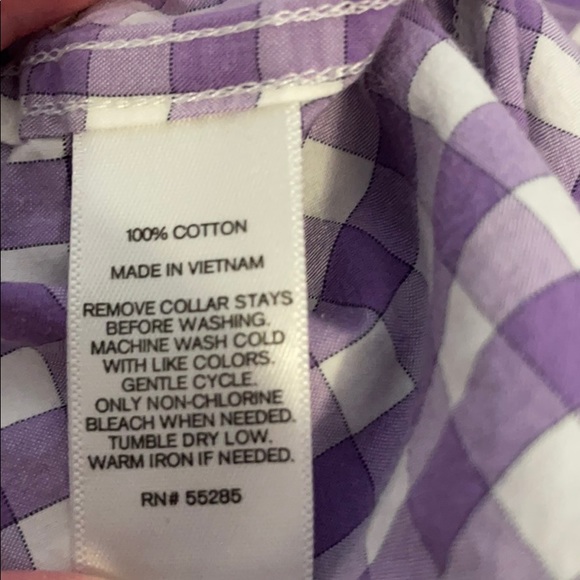 100% COTTON
MADE IN VIETNAM
REMOVE COLLAR STAYS
BEFORE WASHING.
MACHINE WASH COLD
WITH LIKE COLORS.
GENTLE CYCLE.
ONLY NON-CHLORINE
BLEACH WHEN NEEDED.
TUMBLE DRY LOW.
WARM IRON IF NEEDED.
RN# 55285